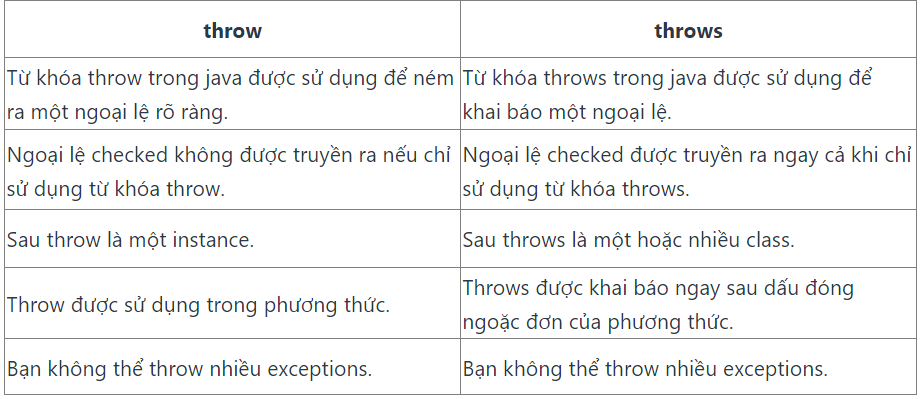 throw
throws
Từ khóa throw trong java được sử dụng để ném
ra một ngoại lệ rõ ràng.
Từ khóa throws trong java được sử dụng để
khai báo một ngoại lệ.
Ngoại lệ checked không được truyền ra nếu chỉ
sử dụng từ khóa throw.
Ngoại lệ checked được truyền ra ngay cả khi chỉ
sử dụng từ khóa throws.
Sau throw là một instance.
Sau throws là một hoặc nhiều class.
Throw được sử dụng trong phương thức.
Throws được khai báo ngay sau dấu đóng
ngoặc đơn của phương thức.
Bạn không thể throw nhiều exceptions.
Bạn không thể throw nhiều exceptions.